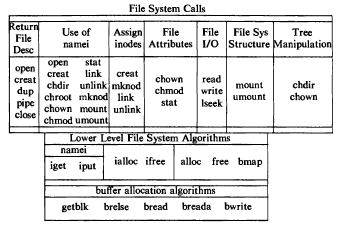 File System Calls
Return File Desc
Use of namei
Assign inodes
File Attributes
File I/O
File Sys Structure
Tree Manipulation
open
creat
dup
pipe
close
open stat
creat link
chdir unlink
chroot mknod
chown mount
chmod umount
creat
mknod
link
unlink
chown
chmod
stat
read
write
lseek
mount
umount
chdir
chown
Lower Level File System Algorithms
namei
iget iput
ialloc ifree
alloc free bmap
buffer allocation algorithms
getblk brelse bread breada bwrite